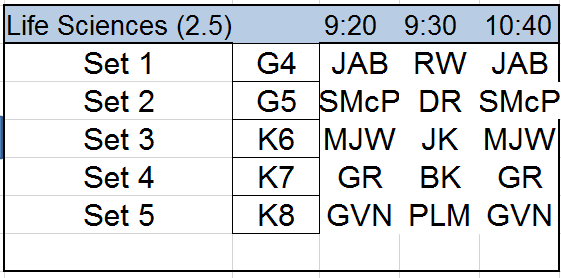 Life Sciences (2.5) 9:20 9:30 10:40
Set 1 G4 JAB RW JAB
Set 2 G5 SMcP DR SMcP
Set 3 K6 MJW JK MJW
Set 4 K7 GR BK GR
Set 5 K8 GVN PLM GVN